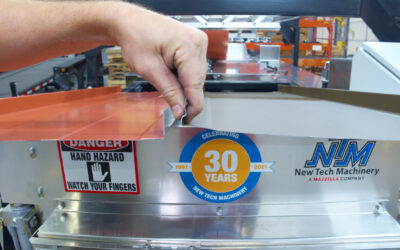 DANGER
HAND HAZARD
WATCH YOUR FINGERS
CELEBRATING
1991
30
YEARS
2021
NEW TECH MACHINERY
NTM
New Tech Machinery
A MAZZELLA COMPANY